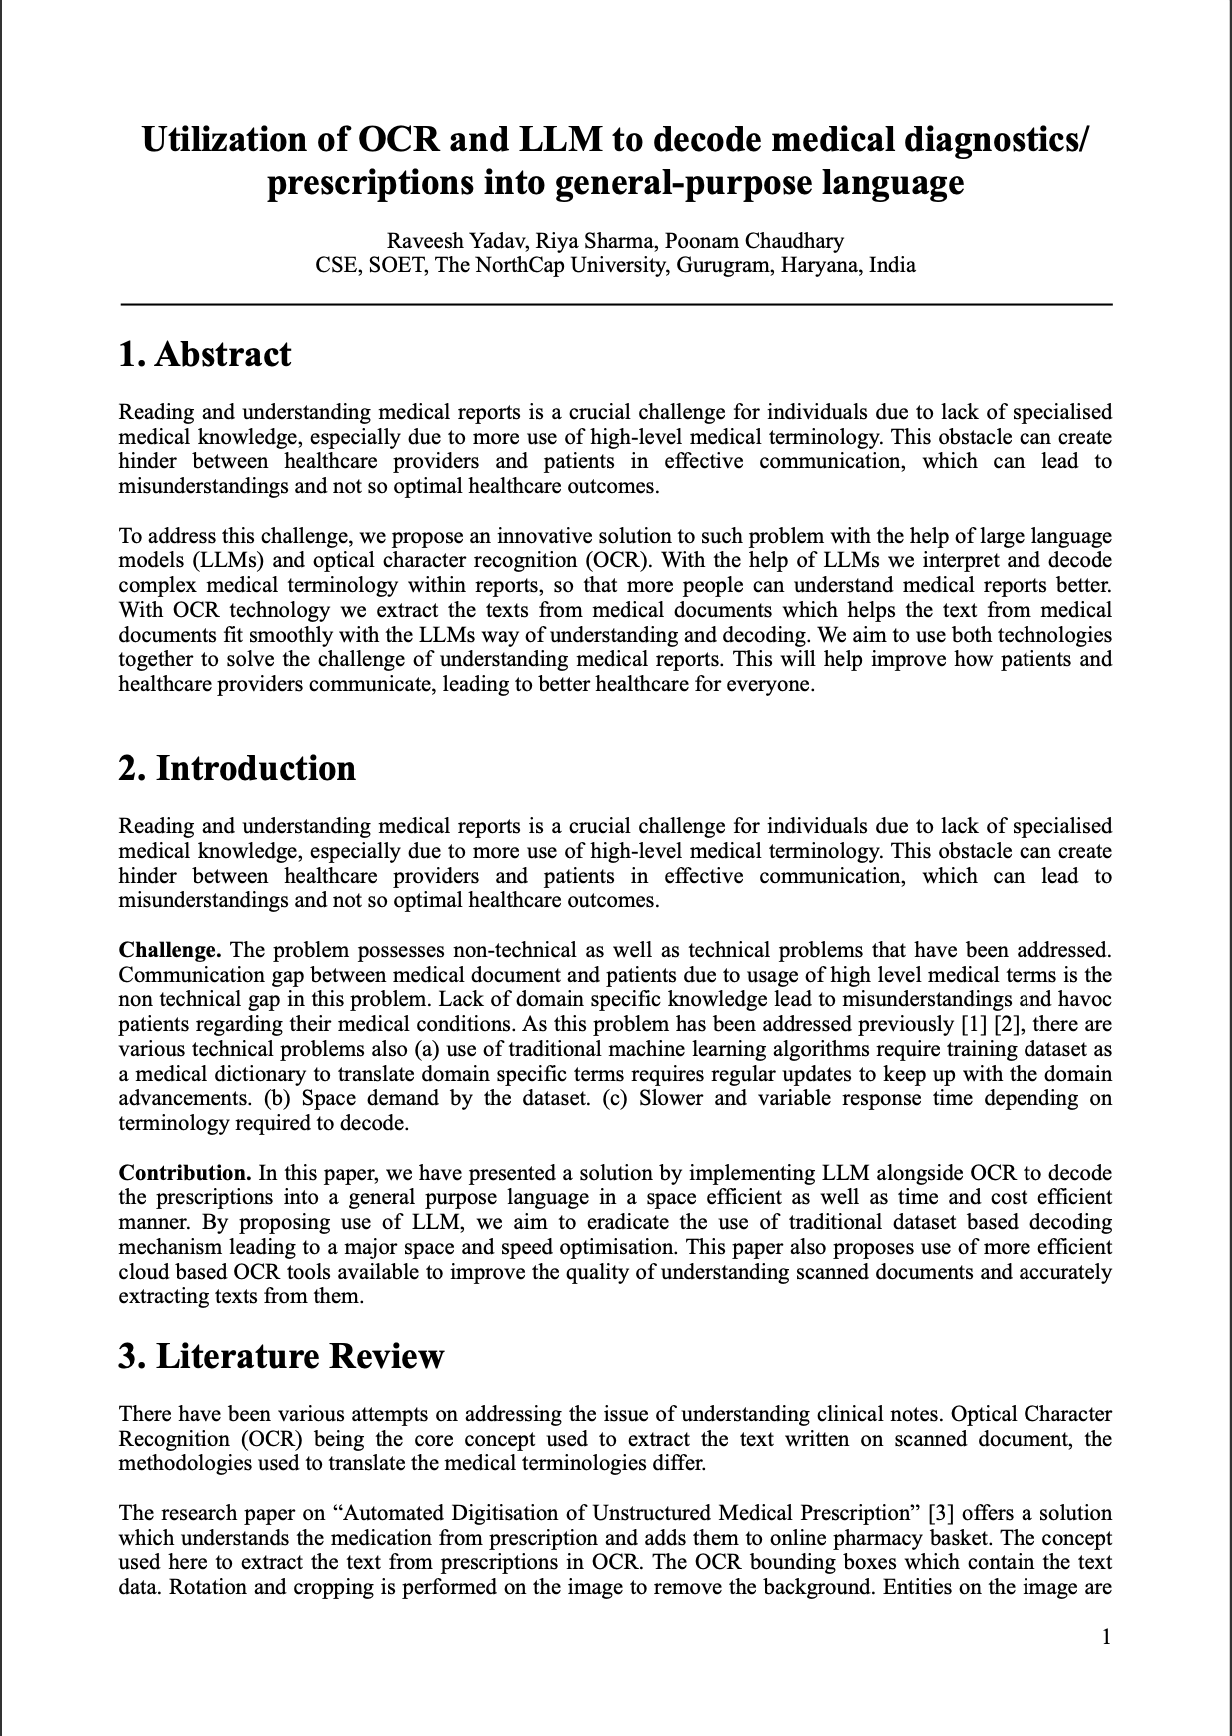 Utilization of OCR and LLM to decode medical diagnostics/
prescriptions into general-purpose language
Raveesh Yadav, Riya Sharma, Poonam Chaudhary
CSE, SOET, The NorthCap University, Gurugram, Haryana, India
1. Abstract
Reading and understanding medical reports is a crucial challenge for individuals due to lack of specialised
medical knowledge, especially due to more use of high-level medical terminology. This obstacle can create
hinder between healthcare providers and patients in effective communication, which can lead to
misunderstandings and not so optimal healthcare outcomes.
To address this challenge, we propose an innovative solution to such problem with the help of large language
models (LLMs) and optical character recognition (OCR). With the help of LLMs we interpret and decode
complex medical terminology within reports, so that more people can understand medical reports better.
With OCR technology we extract the texts from medical documents which helps the text from medical
documents fit smoothly with the LLMs way of understanding and decoding. We aim to use both technologies
together to solve the challenge of understanding medical reports. This will help improve how patients and
healthcare providers communicate, leading to better healthcare for everyone.
2. Introduction
Reading and understanding medical reports is a crucial challenge for individuals due to lack of specialised
medical knowledge, especially due to more use of high-level medical terminology. This obstacle can create
hinder between healthcare providers and patients in effective communication, which can lead to
misunderstandings and not so optimal healthcare outcomes.
Challenge. The problem possesses non-technical as well as technical problems that have been addressed.
Communication gap between medical document and patients due to usage of high level medical terms is the
non technical gap in this problem. Lack of domain specific knowledge lead to misunderstandings and havoc
patients regarding their medical conditions. As this problem has been addressed previously [1] [2], there are
various technical problems also (a) use of traditional machine learning algorithms require training dataset as
a medical dictionary to translate domain specific terms requires regular updates to keep up with the domain
advancements. (b) Space demand by the dataset. (c) Slower and variable response time depending on
terminology required to decode.
Contribution. In this paper, we have presented a solution by implementing LLM alongside OCR to decode
the prescriptions into a general purpose language in a space efficient as well as time and cost efficient
manner. By proposing use of LLM, we aim to eradicate the use of traditional dataset based decoding
mechanism leading to a major space and speed optimisation. This paper also proposes use of more efficient
cloud based OCR tools available to improve the quality of understanding scanned documents and accurately
extracting texts from them.
3. Literature Review
There have been various attempts on addressing the issue of understanding clinical notes. Optical Character
Recognition (OCR) being the core concept used to extract the text written on scanned document, the
methodologies used to translate the medical terminologies differ.
The research paper on “Automated Digitisation of Unstructured Medical Prescription” [3] offers a solution
which understands the medication from prescription and adds them to online pharmacy basket. The concept
used here to extract the text from prescriptions in OCR. The OCR bounding boxes which contain the text
data. Rotation and cropping is performed on the image to remove the background. Entities on the image are
1